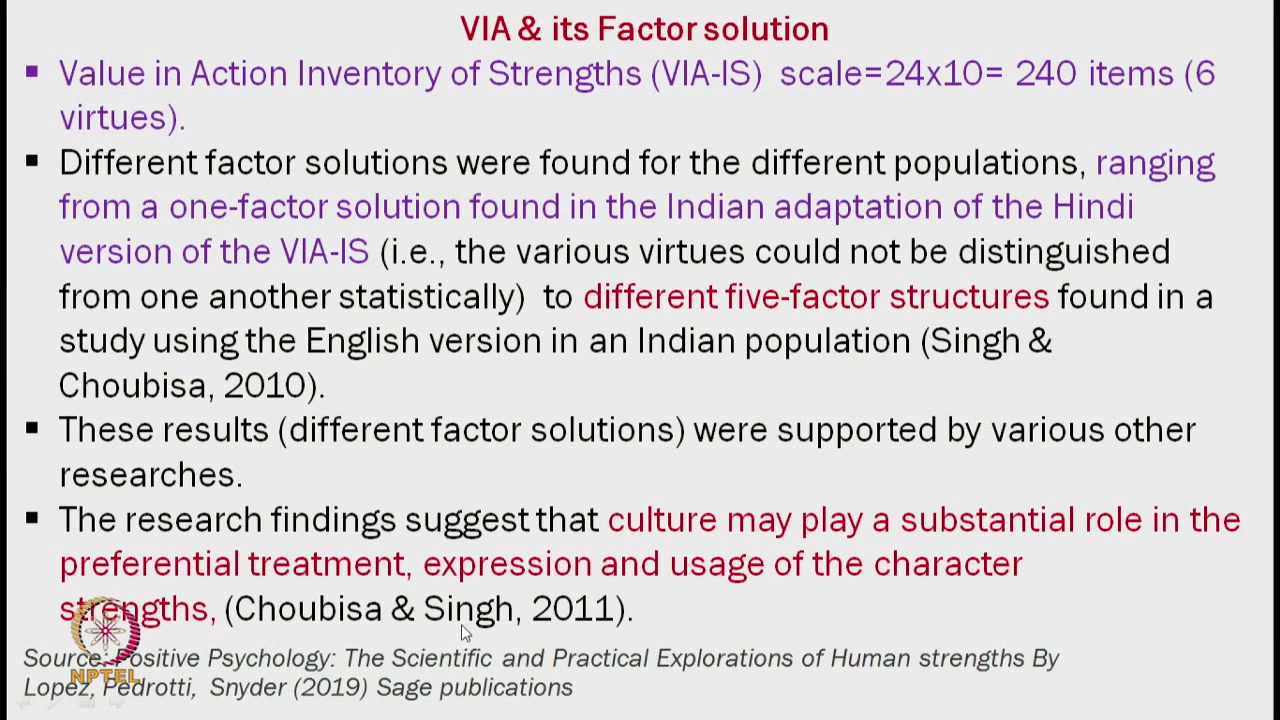 VIA & its Factor solution
▪ Value in Action Inventory of Strengths (VIA-IS) scale=24x10= 240 items (6
virtues).
▪ Different factor solutions were found for the different populations, ranging
from a one-factor solution found in the Indian adaptation of the Hindi
version of the VIA-IS (i.e., the various virtues could not be distinguished
from one another statistically) to different five-factor structures found in a
study using the English version in an Indian population (Singh &
Choubisa, 2010).
▪ These results (different factor solutions) were supported by various other
researches.
▪ The research findings suggest that culture may play a substantial role in the
preferential treatment, expression and usage of the character
strengths, (Choubisa & Singh, 2011).
Source: Positive Psychology: The Scientific and Practical Explorations of Human strengths By
Lopez, Pedrotti, Snyder (2019) Sage publications
NPTEL